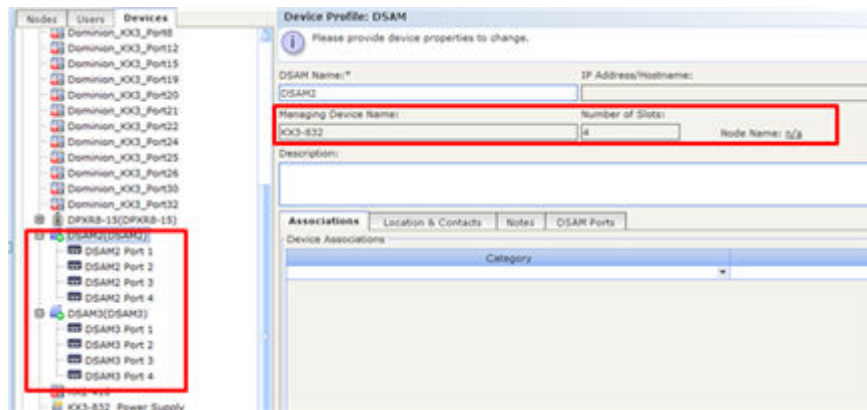 Nodes Users Devices
Dominion_KX3_Port8
Dominion_KX3_Port12
Dominion_KX3_Port15
Dominion_KX3_Port19
Dominion_KX3_Port20
Dominion_KX3_Port21
Dominion_KX3_Port22
Dominion_KX3_Port24
Dominion_KX3_Port25
Dominion_KX3_Port26
Dominion_KX3_Port30
Dominion_KX3_Port32
DPXR8-15(DPXR8-15)
DSAM2(DSAM2)
DSAM2 Port 1
DSAM2 Port 2
DSAM2 Port 3
DSAM2 Port 4
DSAM3(DSAM3)
DSAM3 Port 1
DSAM3 Port 2
DSAM3 Port 3
DSAM3 Port 4
KX3-832 Power Supply
Device Profile: DSAM
Please provide device properties to change.
DSAM Name:* IP Address/Hostname:
DSAM2
Managing Device Name: Number of Slots:
KX3-832 4 Node Name: n/a
Description:
Associations Location & Contacts Notes DSAM Ports
Device Associations
Category